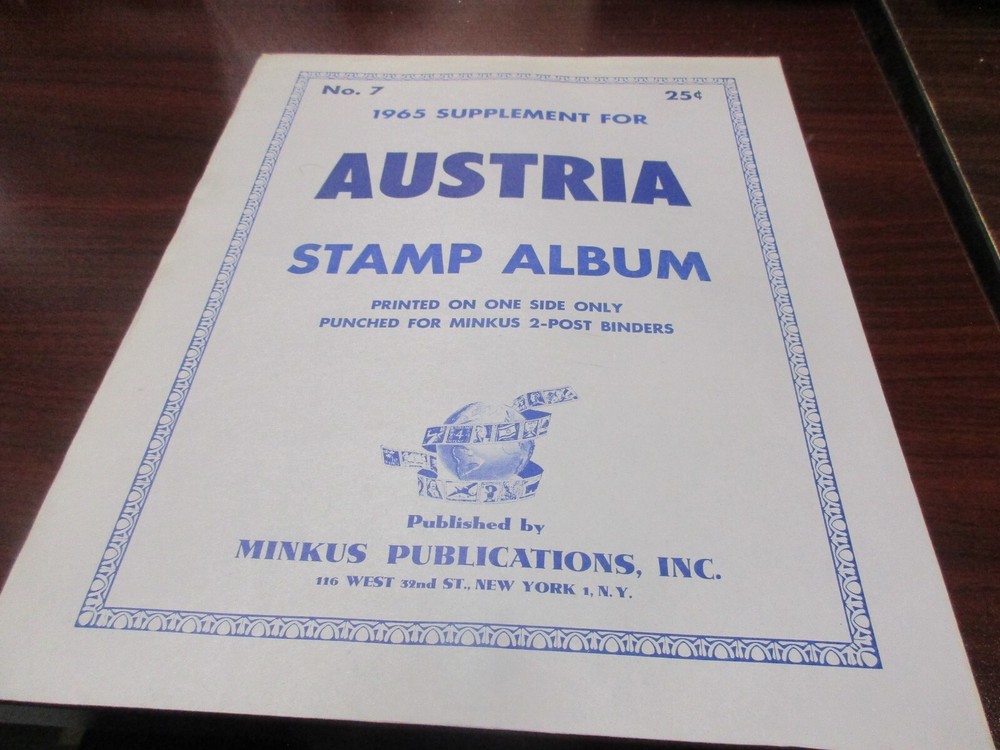 No. 7
25¢
1965 SUPPLEMENT FOR
AUSTRIA
STAMP ALBUM
PRINTED ON ONE SIDE ONLY
PUNCHED FOR MINKUS 2-POST BINDERS
Published by
MINKUS PUBLICATIONS, INC.
116 WEST 32nd ST., NEW YORK 1, N. Y.